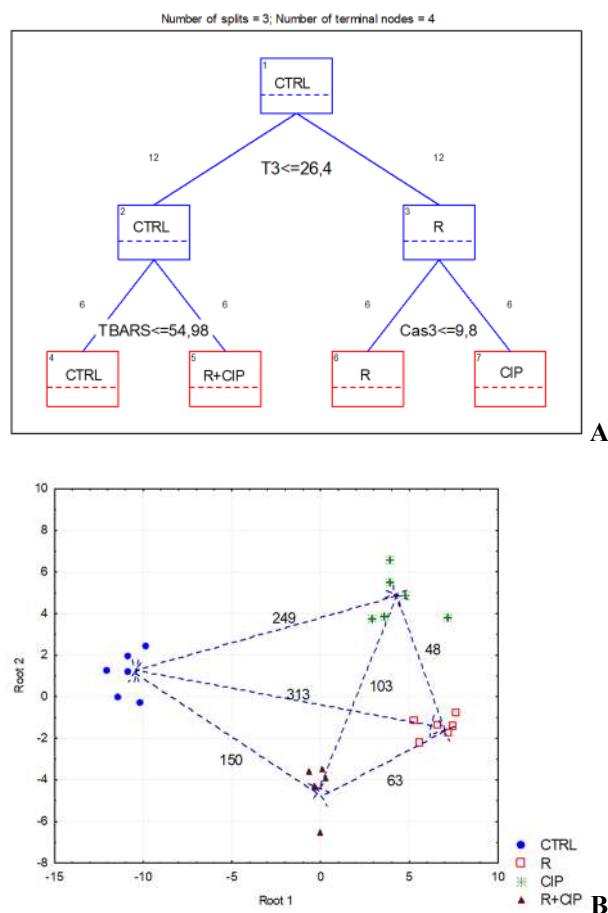 Number of splits = 3; Number of terminal nodes = 4
1
CTRL
12
12
T3<=26,4
2
CTRL
3
R
6
6
6
6
TBARS<=54,98
Cas3<=9,8
4
CTRL
5
R+CIP
6
R
7
CIP
A
10
8
6
4
2
0
-2
-4
-6
-8
Root 2
249
48
103
313
150
63
-15
-10
-5
0
5
10
Root 1
CTRL
R
CIP
R+CIP
B